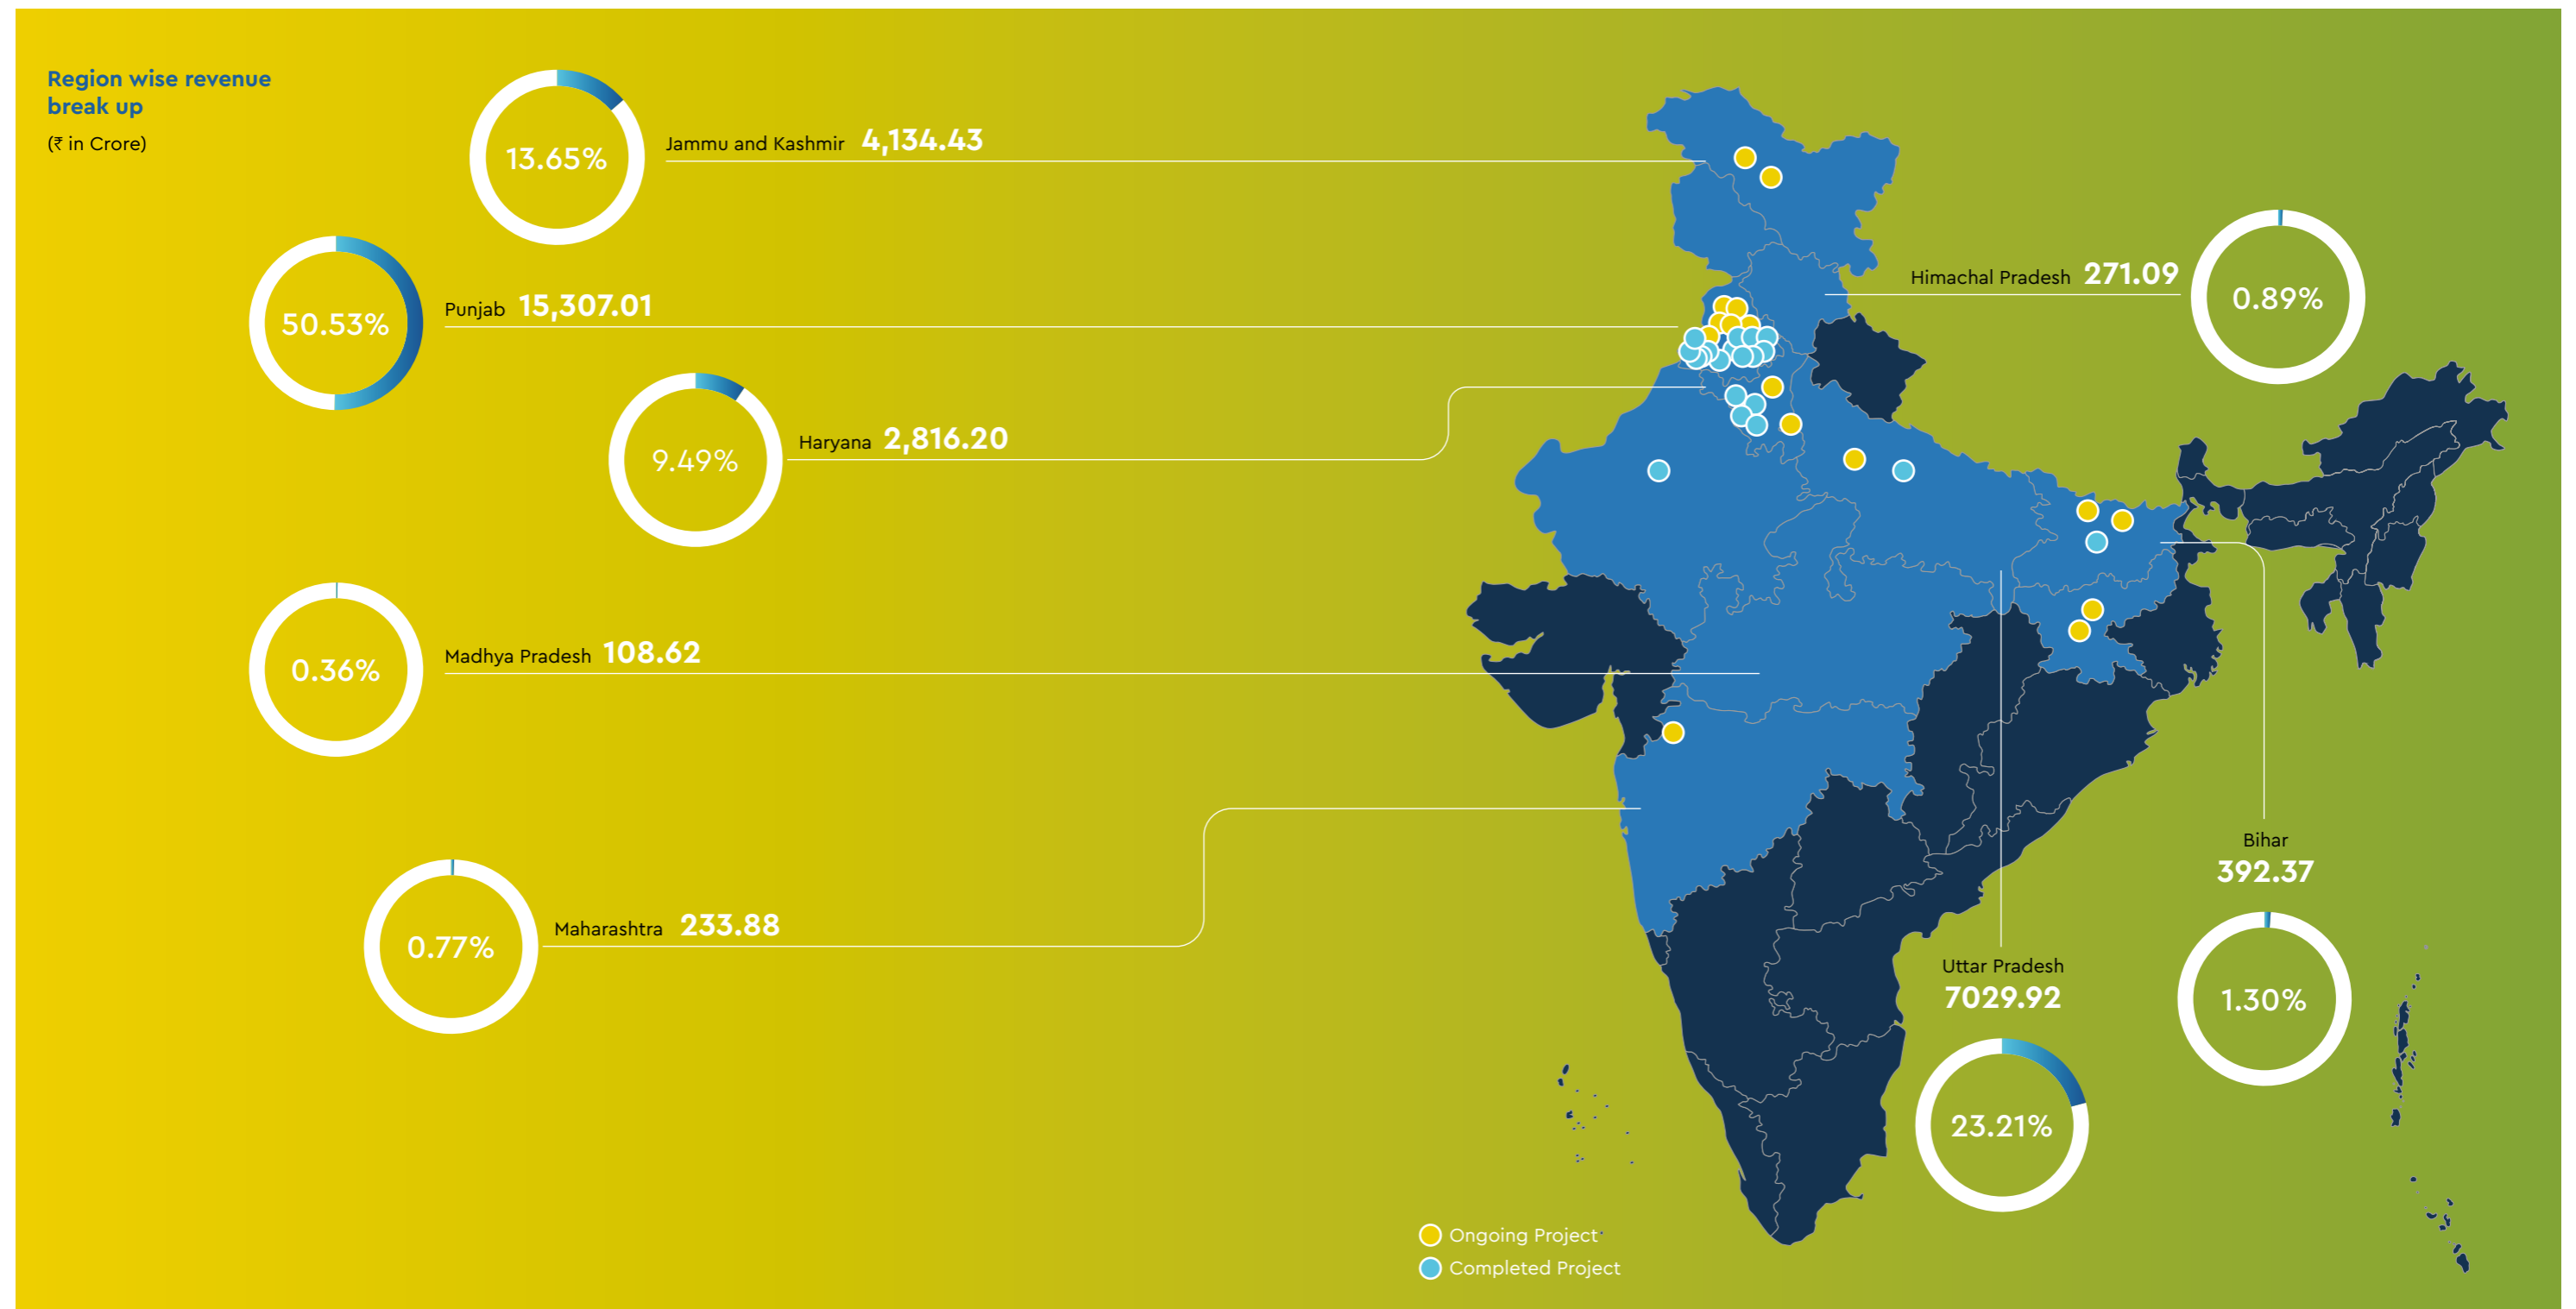 Region wise revenue
break up
(₹ in Crore)
13.65%
Jammu and Kashmir 4,134.43
50.53%
Punjab 15,307.01
9.49%
Haryana 2,816.20
0.36%
Madhya Pradesh 108.62
0.77%
Maharashtra 233.88
Himachal Pradesh 271.09
0.89%
Bihar
392.37
1.30%
Uttar Pradesh
7029.92
23.21%
Ongoing Project
Completed Project